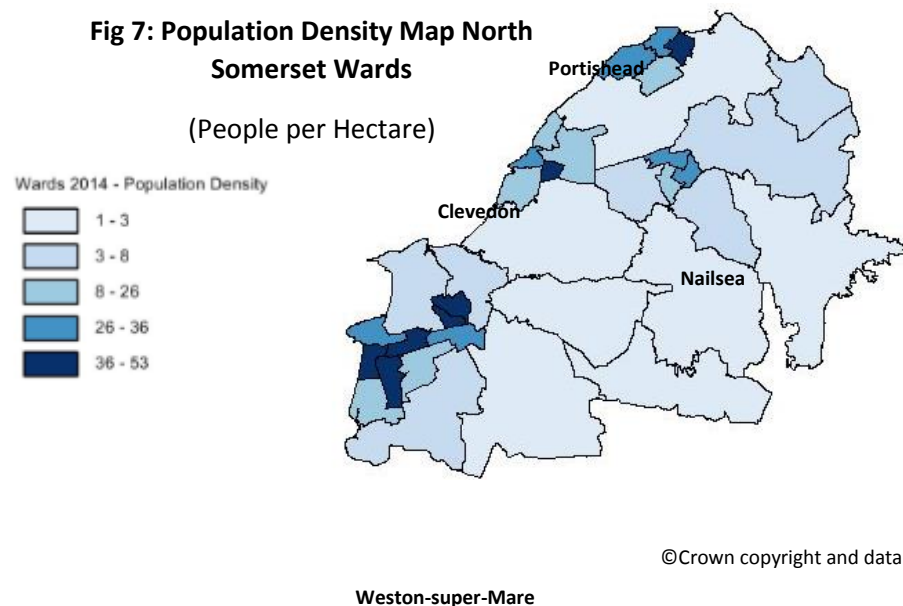 Fig 7: Population Density Map North
Somerset Wards
(People per Hectare)
Wards 2014 - Population Density
1 - 3
3 - 8
8 - 26
26 - 36
36 - 53
Portishead
Clevedon
Nailsea
©Crown copyright and data
Weston-super-Mare